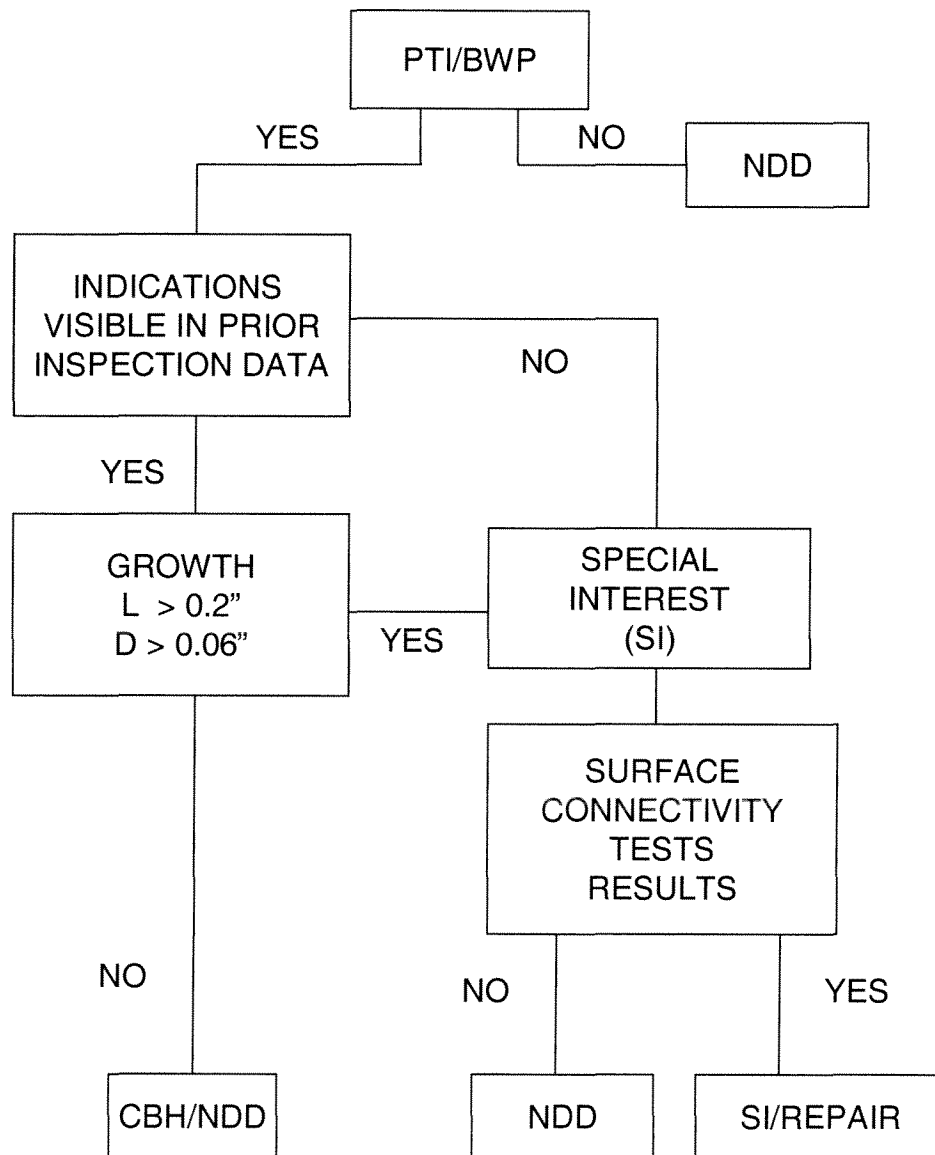 PTI/BWP
YES
NO
NDD
INDICATIONS
VISIBLE IN PRIOR
INSPECTION DATA
NO
YES
GROWTH
L > 0.2”
D > 0.06”
YES
SPECIAL
INTEREST
(SI)
SURFACE
CONNECTIVITY
TESTS
RESULTS
NO
NO
YES
CBH/NDD
NDD
SI/REPAIR